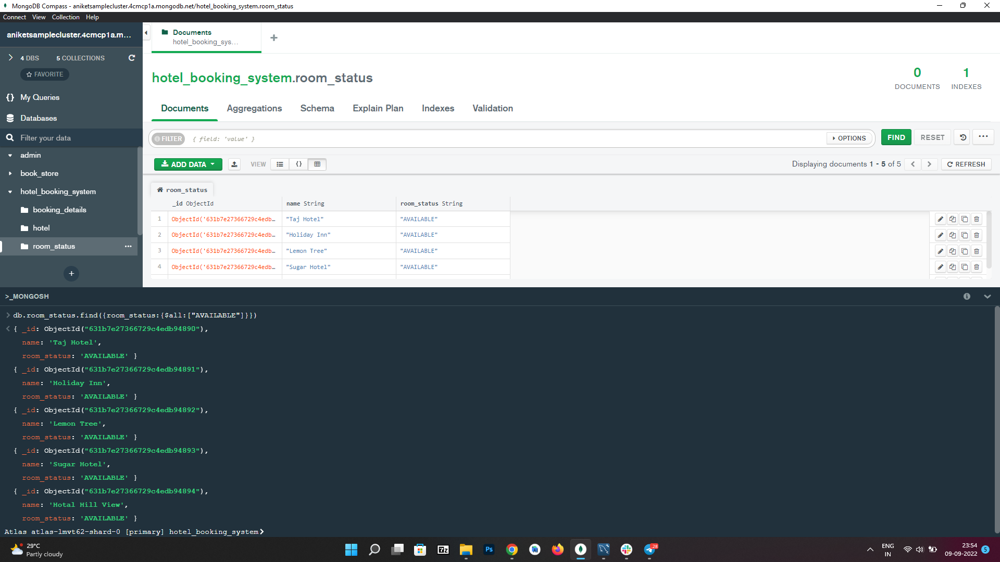 MongoDB Compass - aniketsamplecluster.4cmcp1a.mongodb.net/hotel_booking_system.room_status
Connect View Collection Help
aniketsamplecluster.4cmcp1a.m...
Documents
hotel_booking_sys...
4 DBS 5 COLLECTIONS
FAVORITE
My Queries
Databases
Filter your data
admin
book_store
hotel_booking_system
booking_details
hotel
room_status
hotel_booking_system.room_status
0
DOCUMENTS
1
INDEXES
Documents Aggregations Schema Explain Plan Indexes Validation
FILTER { field: 'value' } OPTIONS FIND RESET
ADD DATA VIEW {} Displaying documents 1 - 5 of 5 REFRESH
room_status
_id ObjectId name String room_status String
1 ObjectId('631b7e27366729c4edb… "Taj Hotel" "AVAILABLE"
2 ObjectId('631b7e27366729c4edb… "Holiday Inn" "AVAILABLE"
3 ObjectId('631b7e27366729c4edb… "Lemon Tree" "AVAILABLE"
4 ObjectId('631b7e27366729c4edb… "Sugar Hotel" "AVAILABLE"
>_MONGOSH
> db.room_status.find({room_status:{$all:["AVAILABLE"]}})
< { _id: ObjectId("631b7e27366729c4edb94890"),
name: 'Taj Hotel',
room_status: 'AVAILABLE' }
{ _id: ObjectId("631b7e27366729c4edb94891"),
name: 'Holiday Inn',
room_status: 'AVAILABLE' }
{ _id: ObjectId("631b7e27366729c4edb94892"),
name: 'Lemon Tree',
room_status: 'AVAILABLE' }
{ _id: ObjectId("631b7e27366729c4edb94893"),
name: 'Sugar Hotel',
room_status: 'AVAILABLE' }
{ _id: ObjectId("631b7e27366729c4edb94894"),
name: 'Hotal Hill View',
room_status: 'AVAILABLE' }
Atlas atlas-lmvt62-shard-0 [primary] hotel_booking_system>
29°C
Partly cloudy
7z
Ps
28
ENG
IN
23:54
09-09-2022
5